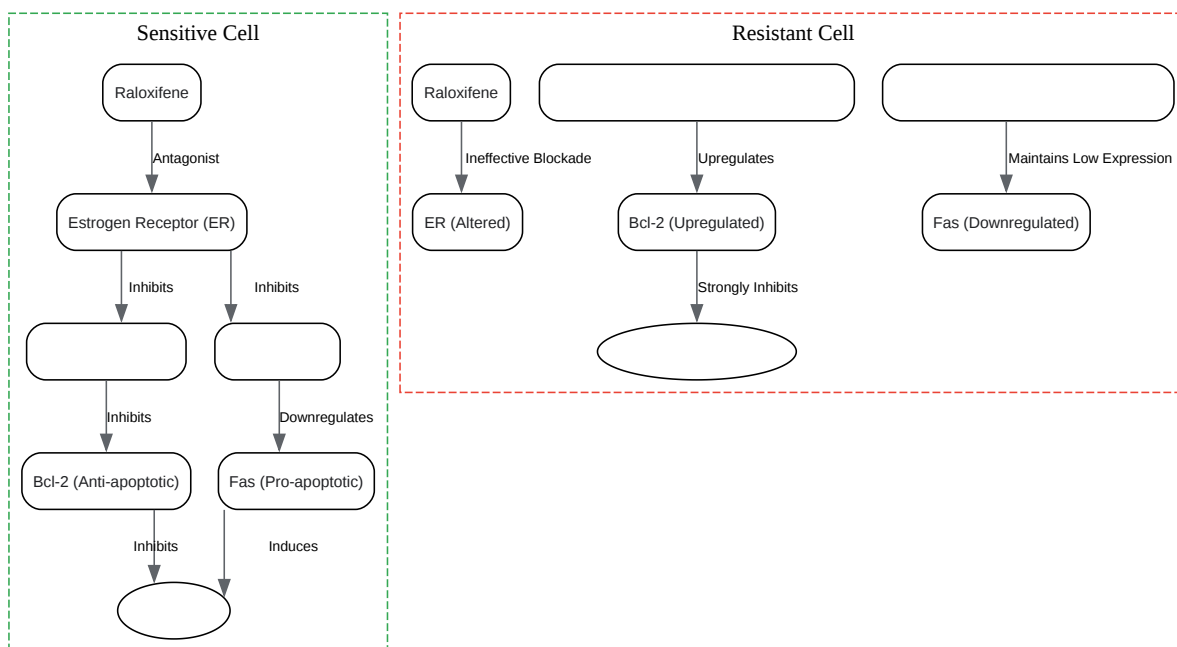 Sensitive Cell
Raloxifene
Antagonist
Estrogen Receptor (ER)
Inhibits
Inhibits
Inhibits
Downregulates
Bcl-2 (Anti-apoptotic)
Fas (Pro-apoptotic)
Inhibits
Induces
Resistant Cell
Raloxifene
Ineffective Blockade
Upregulates
Maintains Low Expression
ER (Altered)
Bcl-2 (Upregulated)
Fas (Downregulated)
Strongly Inhibits